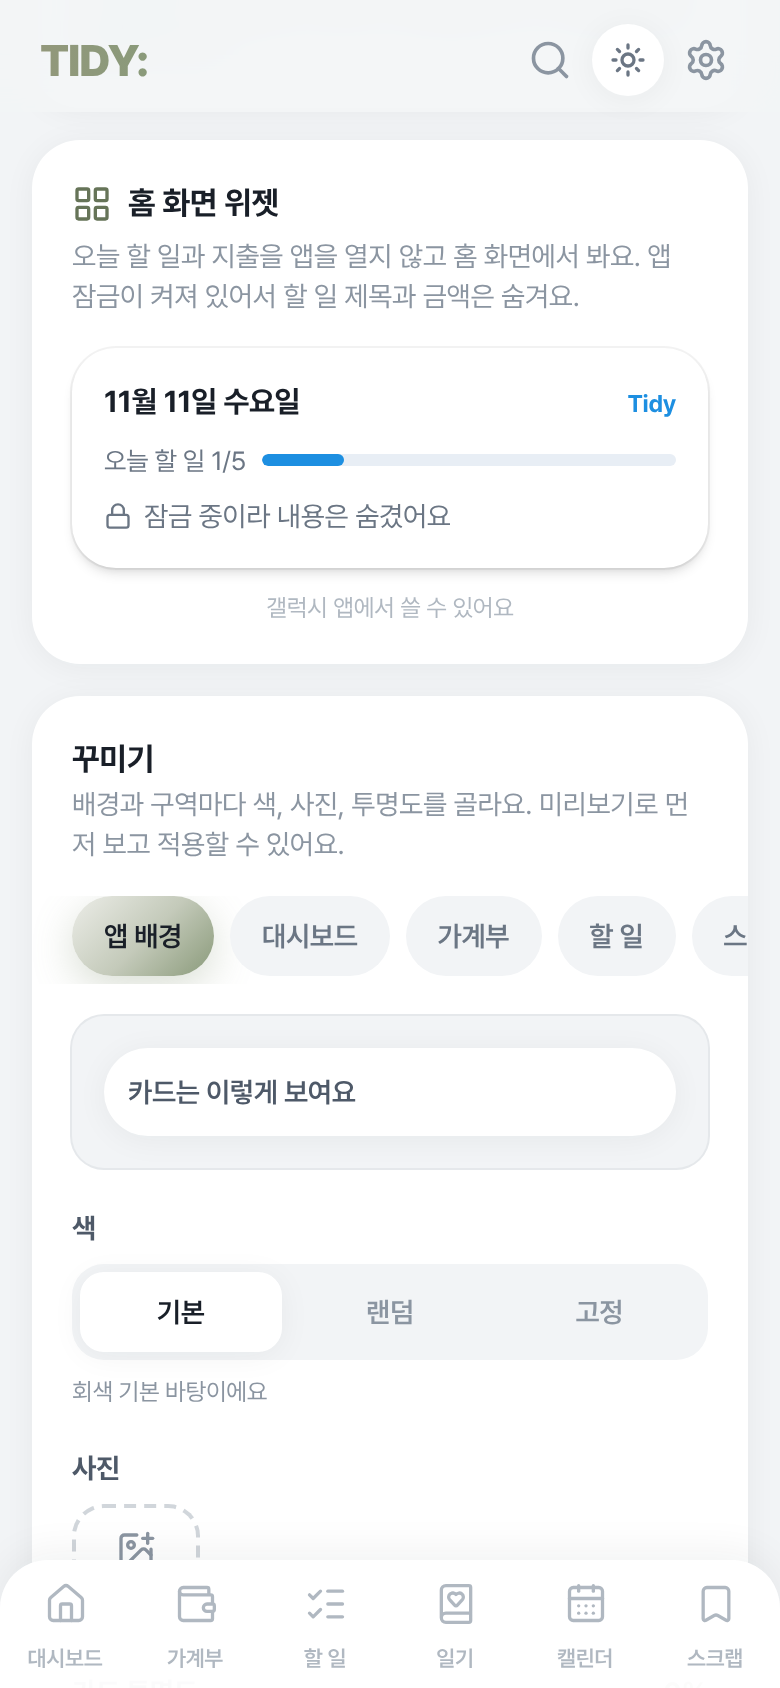 TIDY:
홈 화면 위젯
오늘 할 일과 지출을 앱을 열지 않고 홈 화면에서 봐요. 앱
잠금이 켜져 있어서 할 일 제목과 금액은 숨겨요.
11월 11일 수요일
Tidy
오늘 할 일 1/5
잠금 중이라 내용은 숨겼어요
갤럭시 앱에서 쓸 수 있어요
꾸미기
배경과 구역마다 색, 사진, 투명도를 골라요. 미리보기로 먼
저 보고 적용할 수 있어요.
앱 배경
대시보드
가계부
할 일
스
카드는 이렇게 보여요
색
기본
랜덤
고정
회색 기본 바탕이에요
사진
대시보드
가계부
할 일
일기
캘린더
스크랩